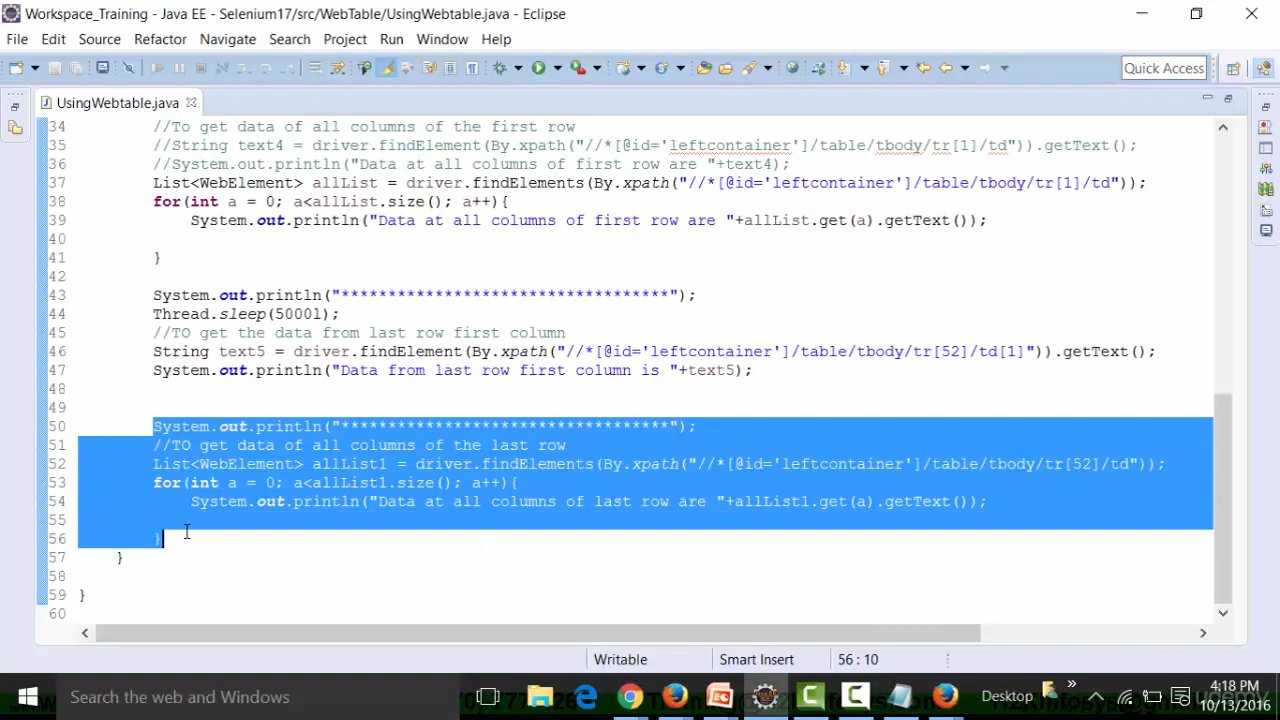 Workspace_Training - Java EE - Selenium17/src/WebTable/UsingWebtable.java - Eclipse
File Edit Source Refactor Navigate Search Project Run Window Help
Quick Access
UsingWebtable.java
34 //To get data of all columns of the first row
35 //String text4 = driver.findElement(By.xpath("//*[@id='leftcontainer']/table/tbody/tr[1]/td")).getText();
36 //System.out.println("Data at all columns of first row are "+text4);
37 List<WebElement> allList = driver.findElements(By.xpath("//*[@id='leftcontainer']/table/tbody/tr[1]/td"));
38 for(int a = 0; a<allList.size(); a++){
39 System.out.println("Data at all columns of first row are "+allList.get(a).getText());
40
41 }
42
43 System.out.println("***********************************");
44 Thread.sleep(5000l);
45 //TO get the data from last row first column
46 String text5 = driver.findElement(By.xpath("//*[@id='leftcontainer']/table/tbody/tr[52]/td[1]")).getText();
47 System.out.println("Data from last row first column is "+text5);
48
49
50 System.out.println("***********************************");
51 //TO get data of all columns of the last row
52 List<WebElement> allList1 = driver.findElements(By.xpath("//*[@id='leftcontainer']/table/tbody/tr[52]/td"));
53 for(int a = 0; a<allList1.size(); a++){
54 System.out.println("Data at all columns of last row are "+allList1.get(a).getText());
55
56 }
57 }
58
59 }
60
Writable Smart Insert 56 : 10
Search the web and Windows
Desktop
4:18 PM
10/13/2016